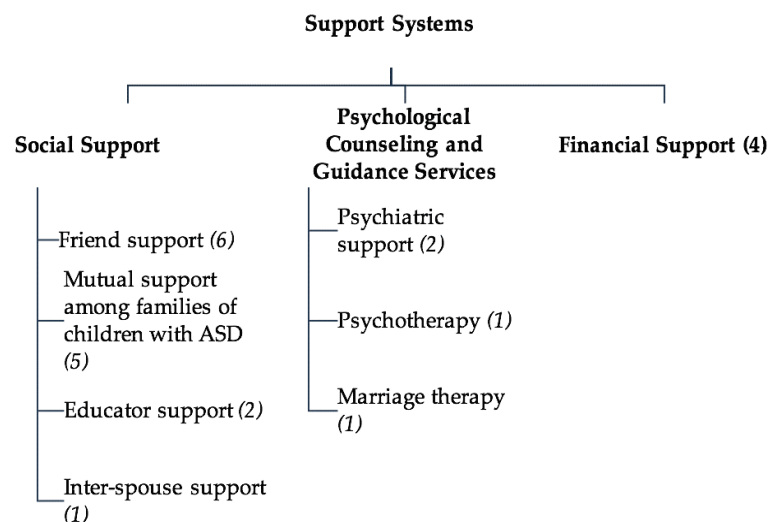 Support Systems
Social Support
Psychological
Counseling and
Guidance Services
Financial Support (4)
Friend support (6)
Mutual support
among families of
children with ASD
(5)
Educator support (2)
Inter-spouse support
(1)
Psychiatric
support (2)
Psychotherapy (1)
Marriage therapy
(1)